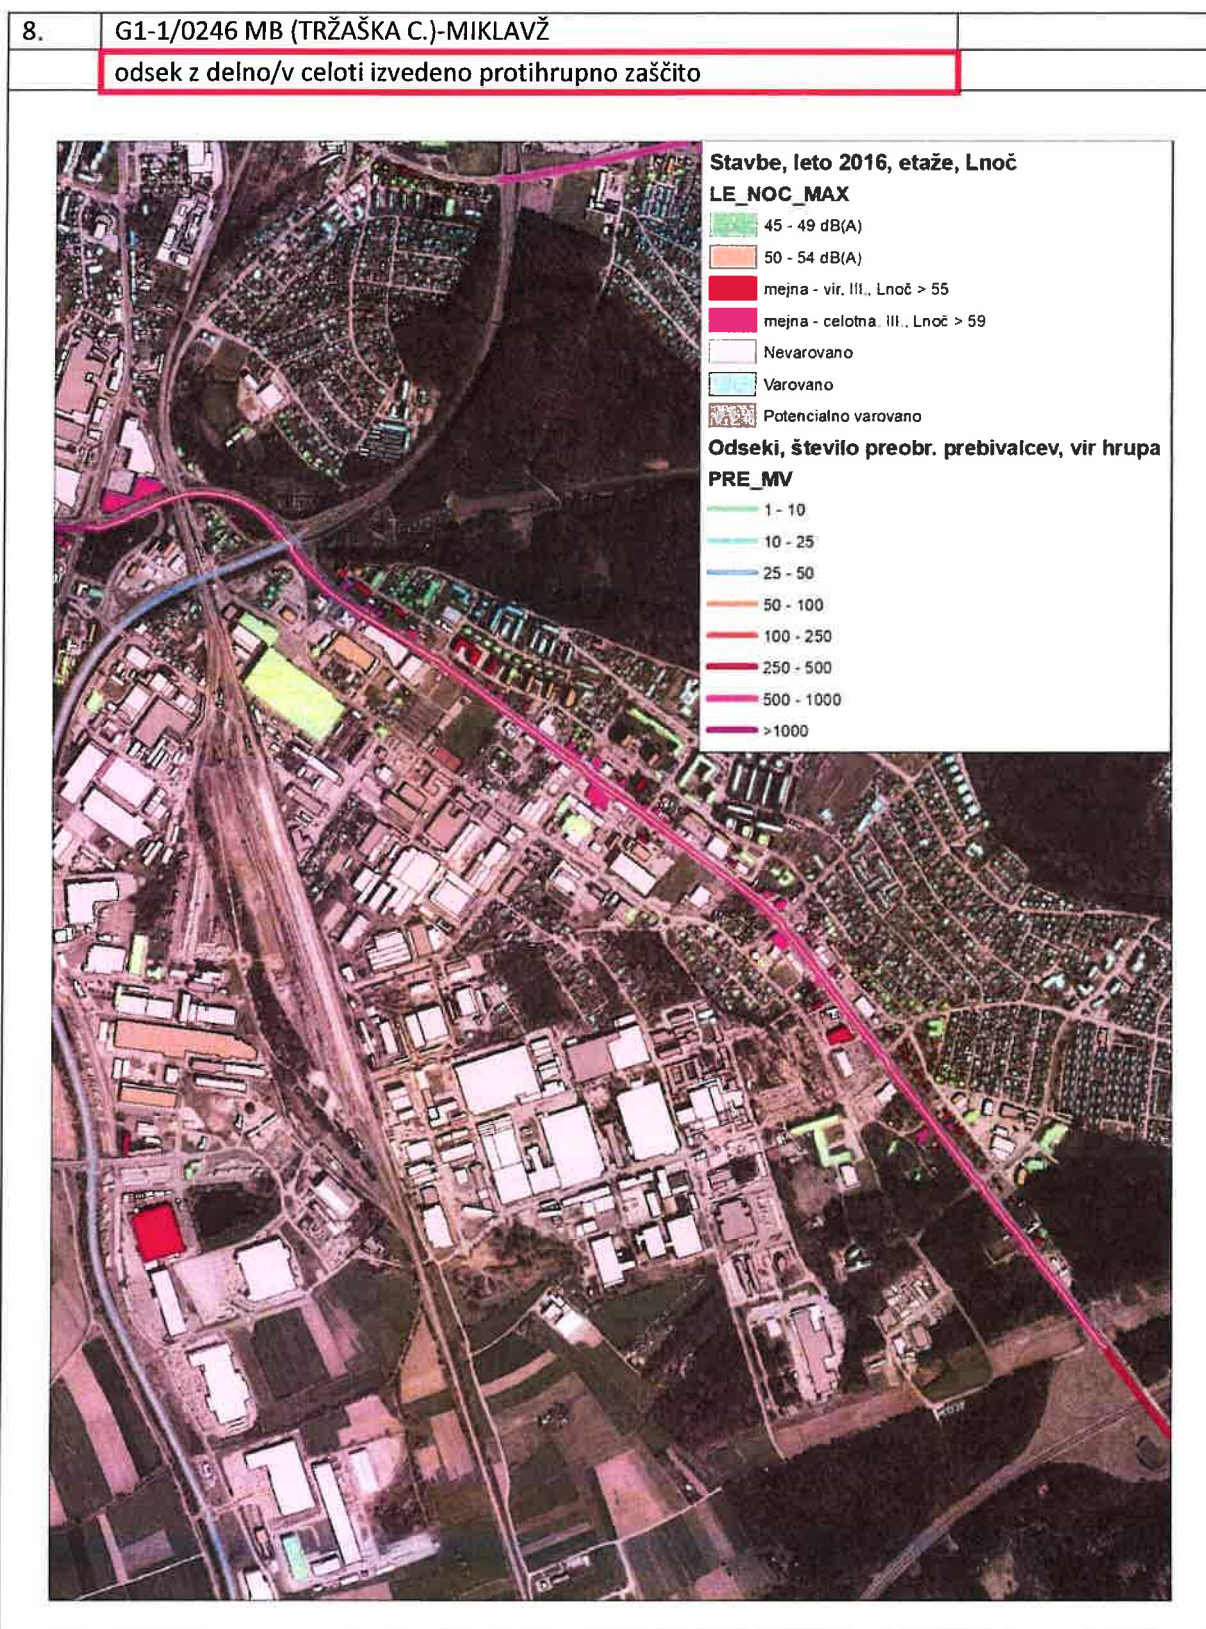 8. G1-1/0246 MB (TRŽAŠKA C.)-MIKLAVŽ
odsek z delno/v celoti izvedeno protihrupno zaščito
Stavbe, leto 2016, etaže, Lnoč
LE_NOC_MAX
45 - 49 dB(A)
50 - 54 dB(A)
mejna - vir, III., Lnoč > 55
mejna - celotna. III., Lnoč > 59
Nevarovano
Varovano
Potencialno varovano
Odseki, število preobr. prebivalcev, vir hrupa
PRE_MV
1 - 10
10 - 25
25 - 50
50 - 100
100 - 250
250 - 500
500 - 1000
>1000